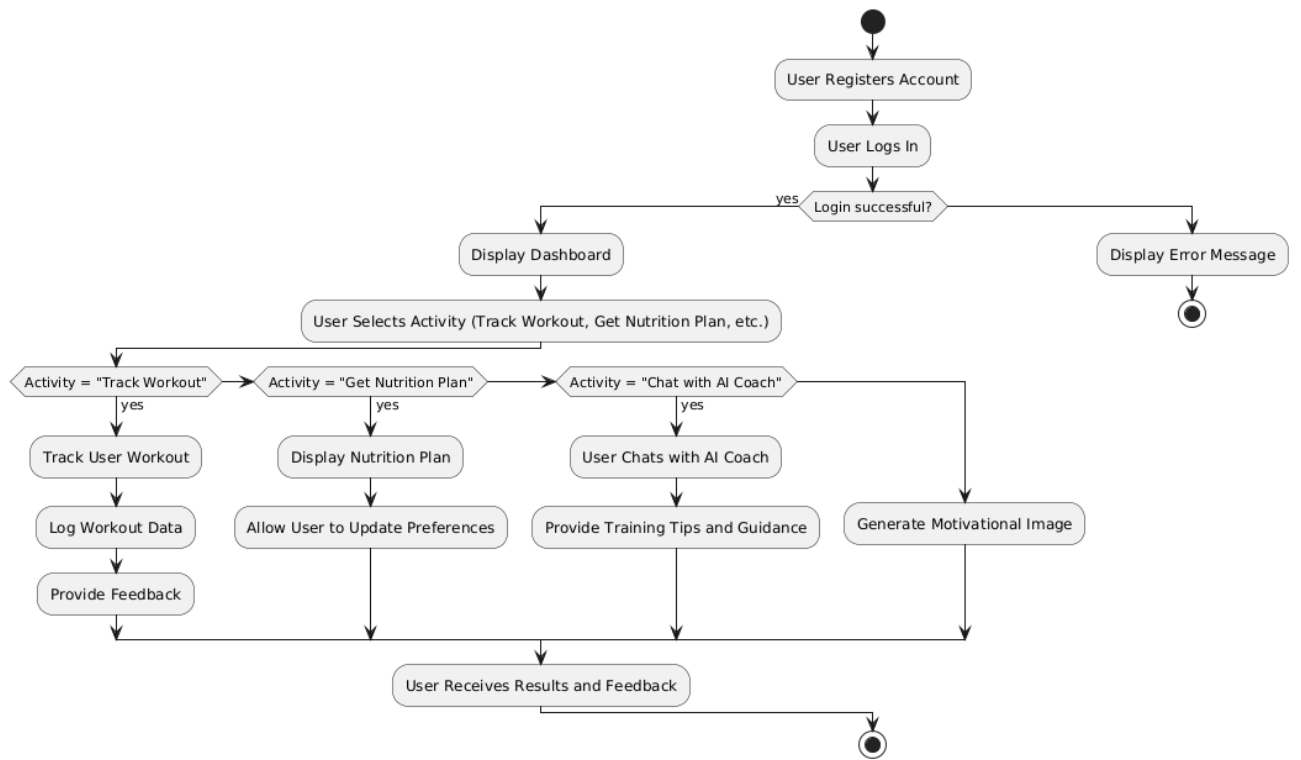 User Registers Account
User Logs In
yes
Login successful?
Display Dashboard
Display Error Message
User Selects Activity (Track Workout, Get Nutrition Plan, etc.)
Activity = "Track Workout"
Activity = "Get Nutrition Plan"
Activity = "Chat with AI Coach"
yes
yes
yes
Track User Workout
Display Nutrition Plan
User Chats with AI Coach
Log Workout Data
Allow User to Update Preferences
Provide Training Tips and Guidance
Generate Motivational Image
Provide Feedback
User Receives Results and Feedback